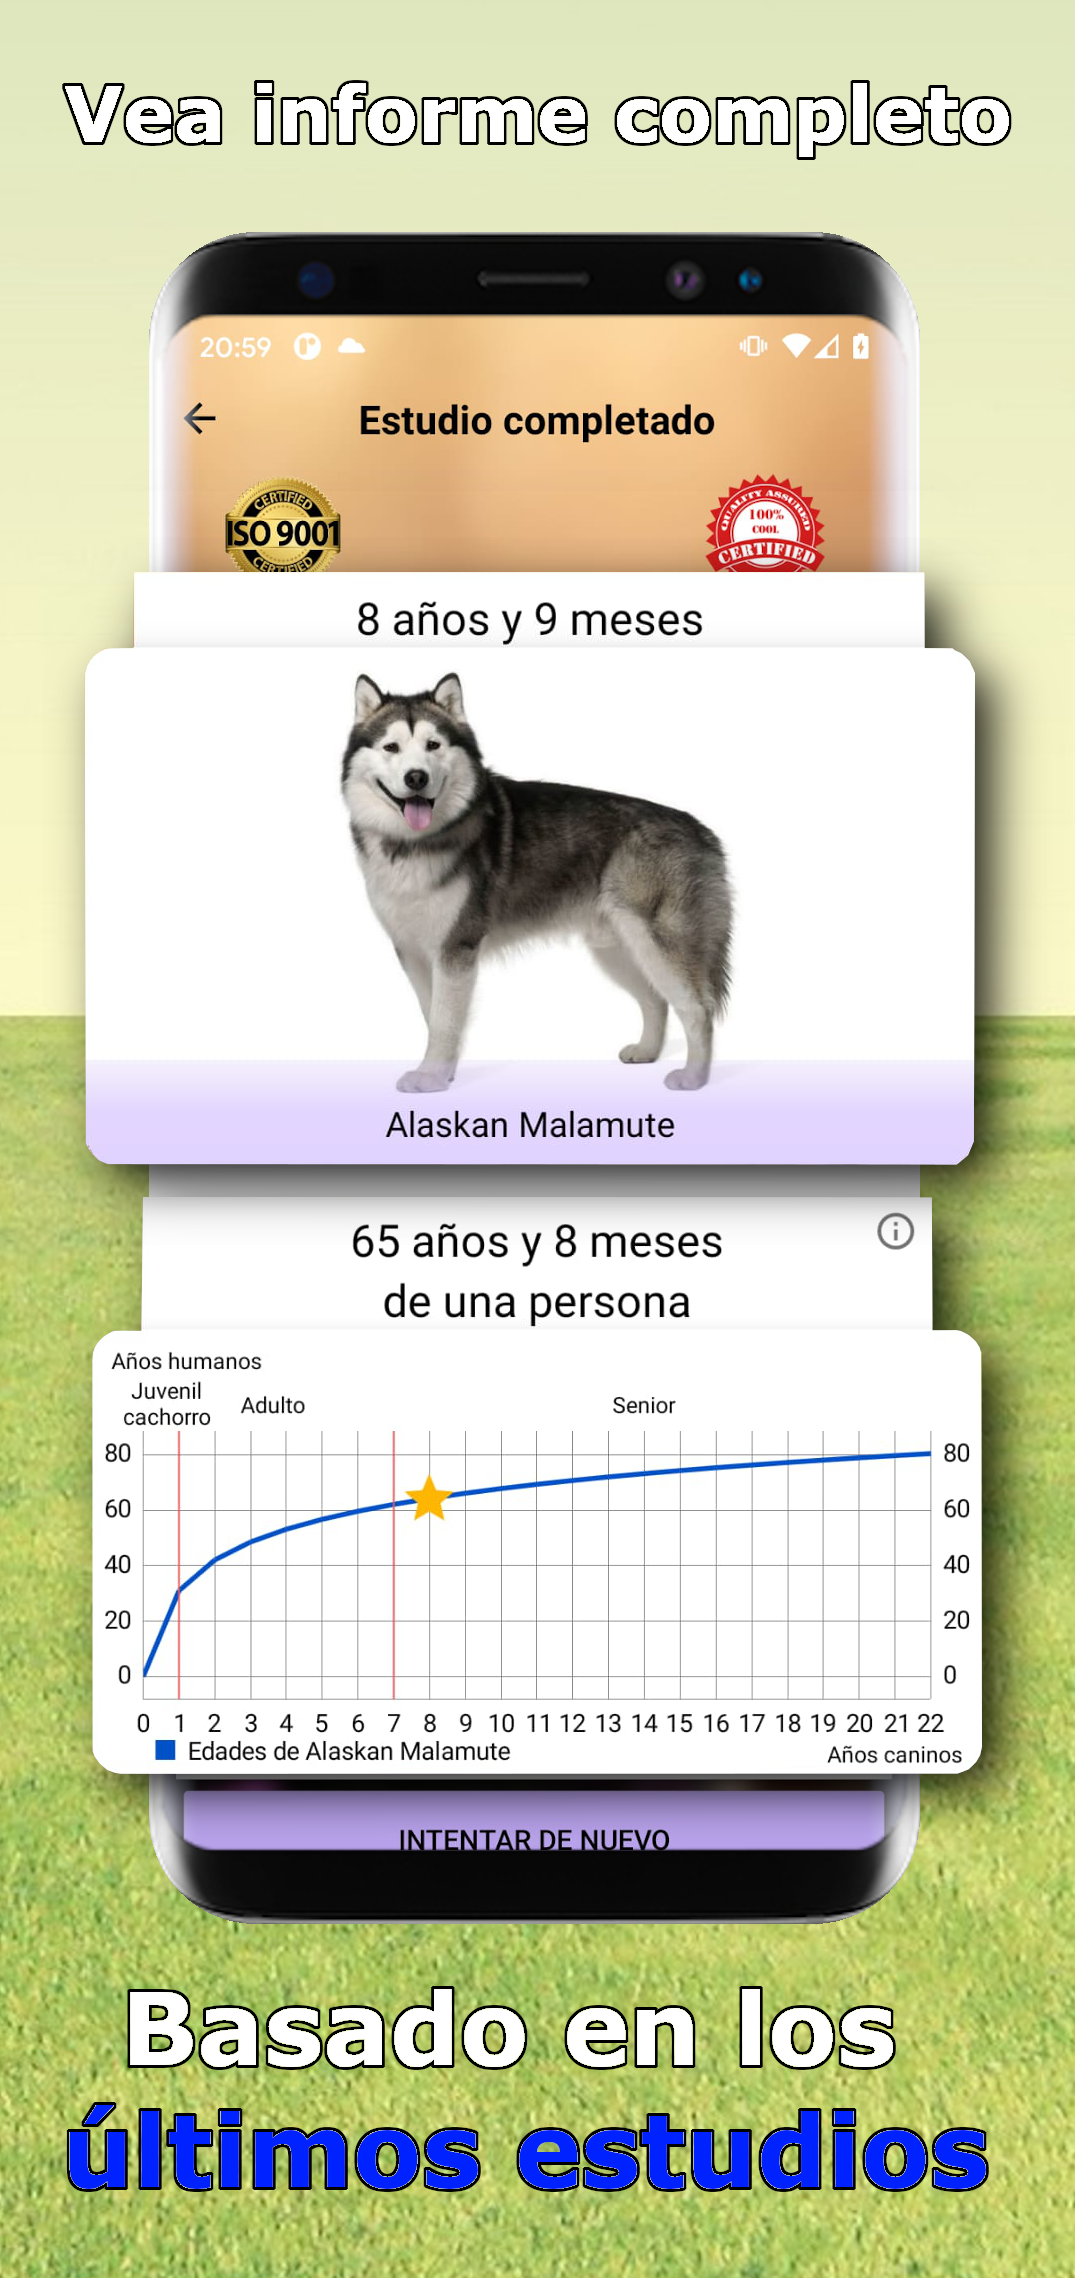 Vea informe completo
20:59
Estudio completado
CERTIFIED
ISO 9001
CERTIFIED
QUALITY ASSURED
100%
COOL
CERTIFIED
8 años y 9 meses
Alaskan Malamute
65 años y 8 meses
de una persona
Años humanos
Juvenil
cachorro
Adulto
Senior
80 80
60 60
40 40
20 20
0 0
0 1 2 3 4 5 6 7 8 9 10 11 12 13 14 15 16 17 18 19 20 21 22
Edades de Alaskan Malamute
Años caninos
INTENTAR DE NUEVO
Basado en los
últimos estudios